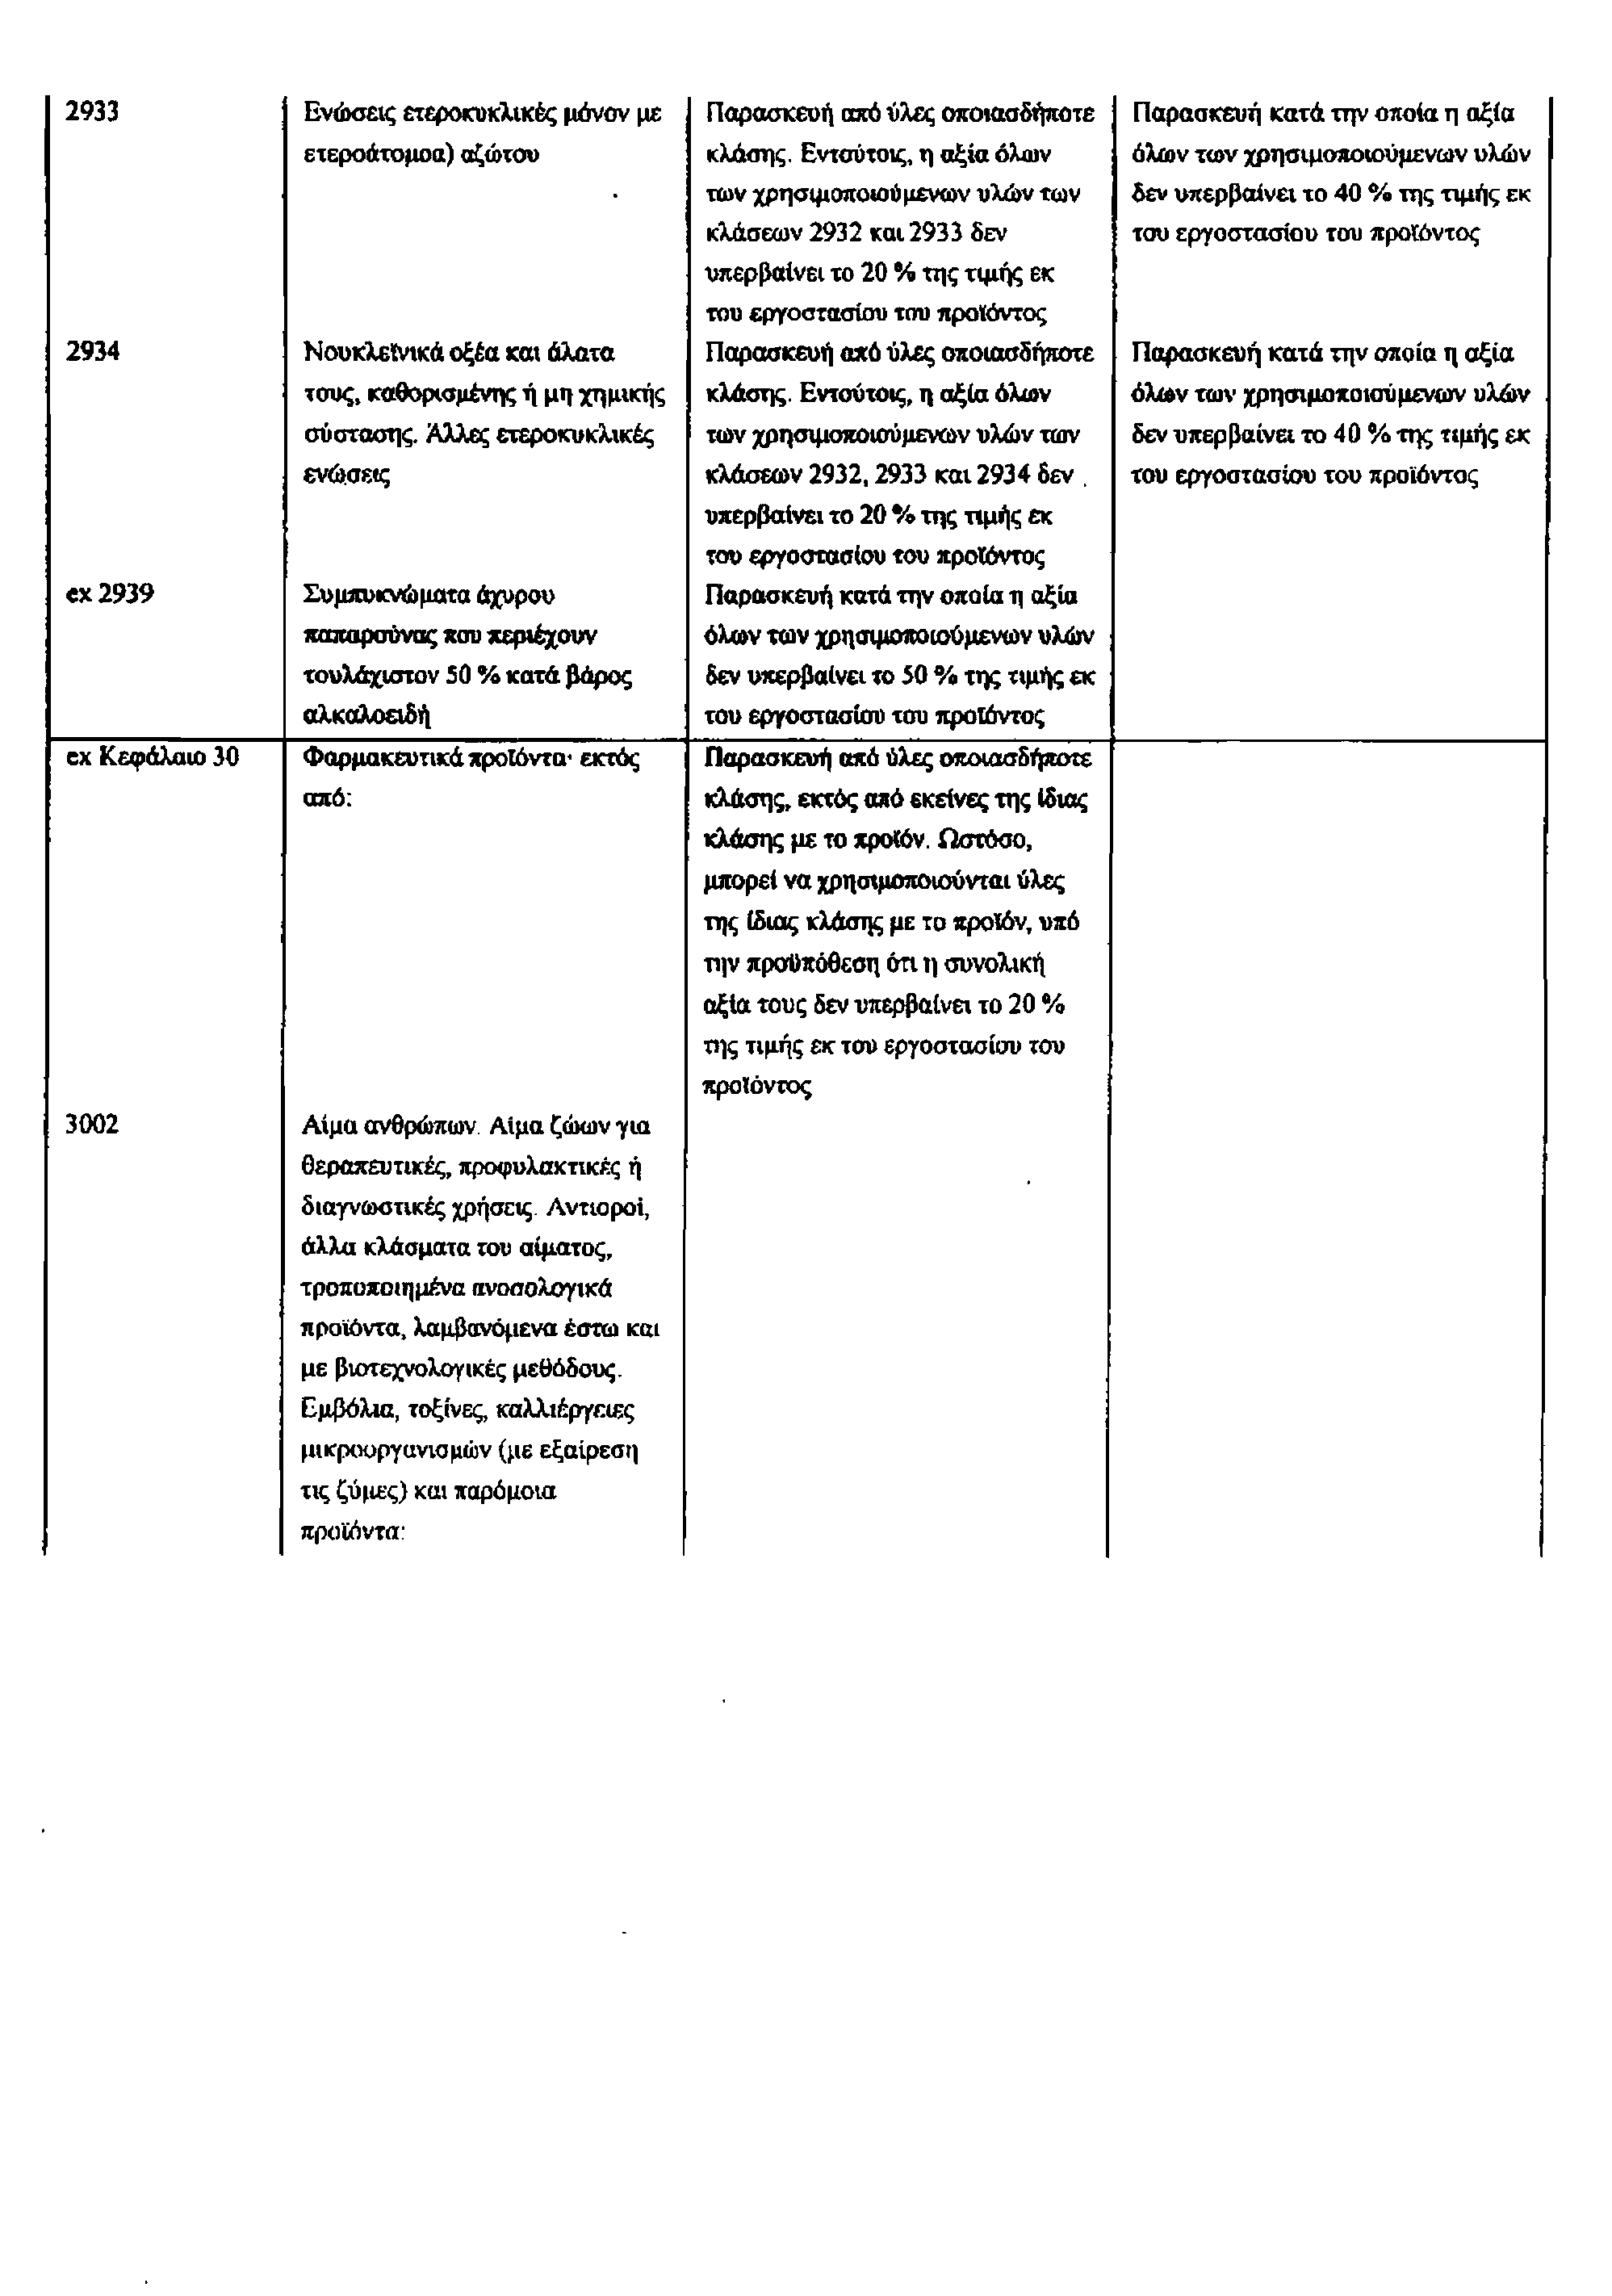 2933
Ενώσεις ετεροκυκλικές μόνον με
ετεροάτομοα) αζώτου
Παρασκευή από ύλες οποιασδήποτε
κλάσης. Εντούτοις, η αξία όλων
των χρησιμοποιούμενων υλών των
κλάσεων 2932 και 2933 δεν
υπερβαίνει το 20 % της τιμής εκ
του εργοστασίου του προϊόντος
Παρασκευή κατά την οποία η αξία
όλων των χρησιμοποιούμενων υλών
δεν υπερβαίνει το 40 % της τιμής εκ
του εργοστασίου του προϊόντος
2934
Νουκλεϊνικά οξέα και άλατα
τους, καθορισμένης ή μη χημικής
σύστασης. Άλλες ετεροκυκλικές
ενώσεις
Παρασκευή από ύλες οποιασδήποτε
κλάσης. Εντούτοις, η αξία όλων
των χρησιμοποιούμενων υλών των
κλάσεων 2932, 2933 και 2934 δεν
υπερβαίνει το 20 % της τιμής εκ
του εργοστασίου του προϊόντος
Παρασκευή κατά την οποία η αξία
όλων των χρησιμοποιούμενων υλών
δεν υπερβαίνει το 40 % της τιμής εκ
του εργοστασίου του προϊόντος
ex 2939
Συμπυκνώματα άχυρου
παπαρούνας που περιέχουν
τουλάχιστον 50 % κατά βάρος
αλκαλοειδή
Παρασκευή κατά την οποία η αξία
όλων των χρησιμοποιούμενων υλών
δεν υπερβαίνει το 50 % της τιμής εκ
του εργοστασίου του προϊόντος
ex Κεφάλαιο 30
Φαρμακευτικά προϊόντα· εκτός
από:
Παρασκευή από ύλες οποιασδήποτε
κλάσης, εκτός από εκείνες της ίδιας
κλάσης με το προϊόν. Ωστόσο,
μπορεί να χρησιμοποιούνται ύλες
της ίδιας κλάσης με το προϊόν, υπό
την προϋπόθεση ότι η συνολική
αξία τους δεν υπερβαίνει το 20 %
της τιμής εκ του εργοστασίου του
προϊόντος
3002
Αίμα ανθρώπων. Αίμα ζώων για
θεραπευτικές, προφυλακτικές ή
διαγνωστικές χρήσεις. Αντιοροί,
άλλα κλάσματα του αίματος,
τροποποιημένα ανοσολογικά
προϊόντα, λαμβανόμενα έστω και
με βιοτεχνολογικές μεθόδους.
Εμβόλια, τοξίνες, καλλιέργειες
μικροοργανισμών (με εξαίρεση
τις ζύμες) και παρόμοια
προϊόντα: